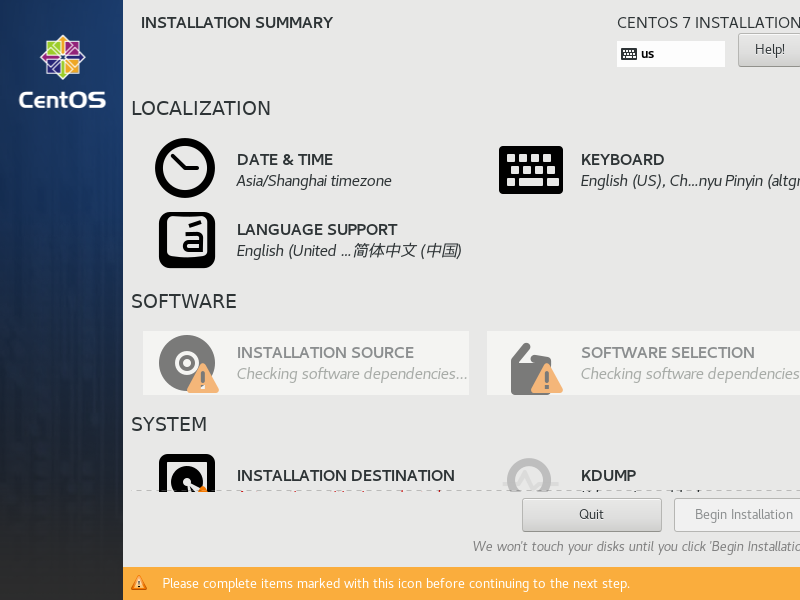 INSTALLATION SUMMARY
CENTOS 7 INSTALLATION
us
Help!
CentOS
LOCALIZATION
DATE & TIME
Asia/Shanghai timezone
KEYBOARD
English (US), Ch...nyu Pinyin (altgr
á
LANGUAGE SUPPORT
English (United ...简体中文 (中国)
SOFTWARE
INSTALLATION SOURCE
Checking software dependencies...
SOFTWARE SELECTION
Checking software dependencies
SYSTEM
INSTALLATION DESTINATION
KDUMP
Quit
Begin Installation
We won't touch your disks until you click 'Begin Installatio
Please complete items marked with this icon before continuing to the next step.